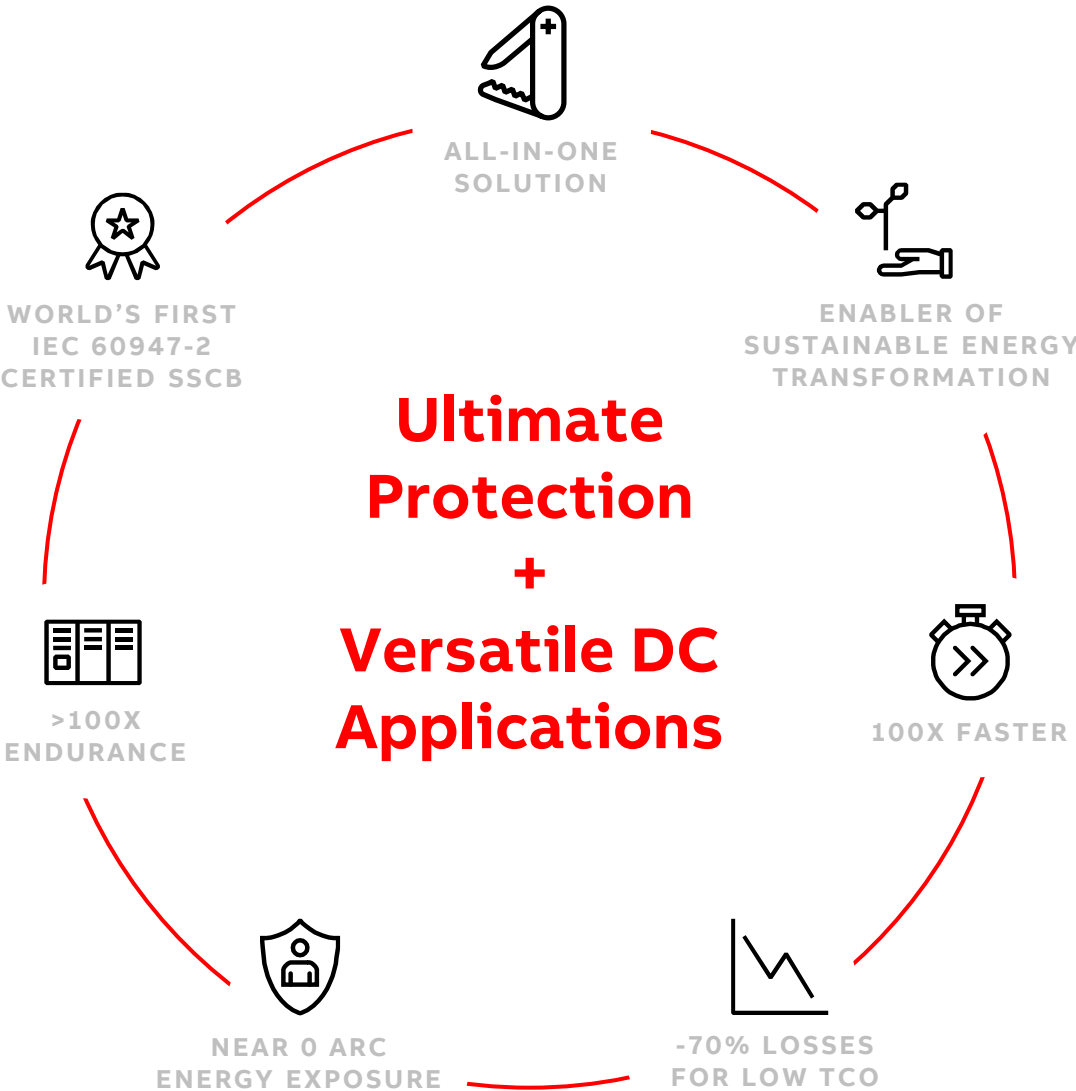 ALL-IN-ONE
SOLUTION
ENABLER OF
SUSTAINABLE ENERGY
TRANSFORMATION
100X FASTER
-70% LOSSES
FOR LOW TCO
NEAR 0 ARC
ENERGY EXPOSURE
>100X
ENDURANCE
WORLD'S FIRST
IEC 60947-2
CERTIFIED SSCB
Ultimate
Protection
+
Versatile DC
Applications